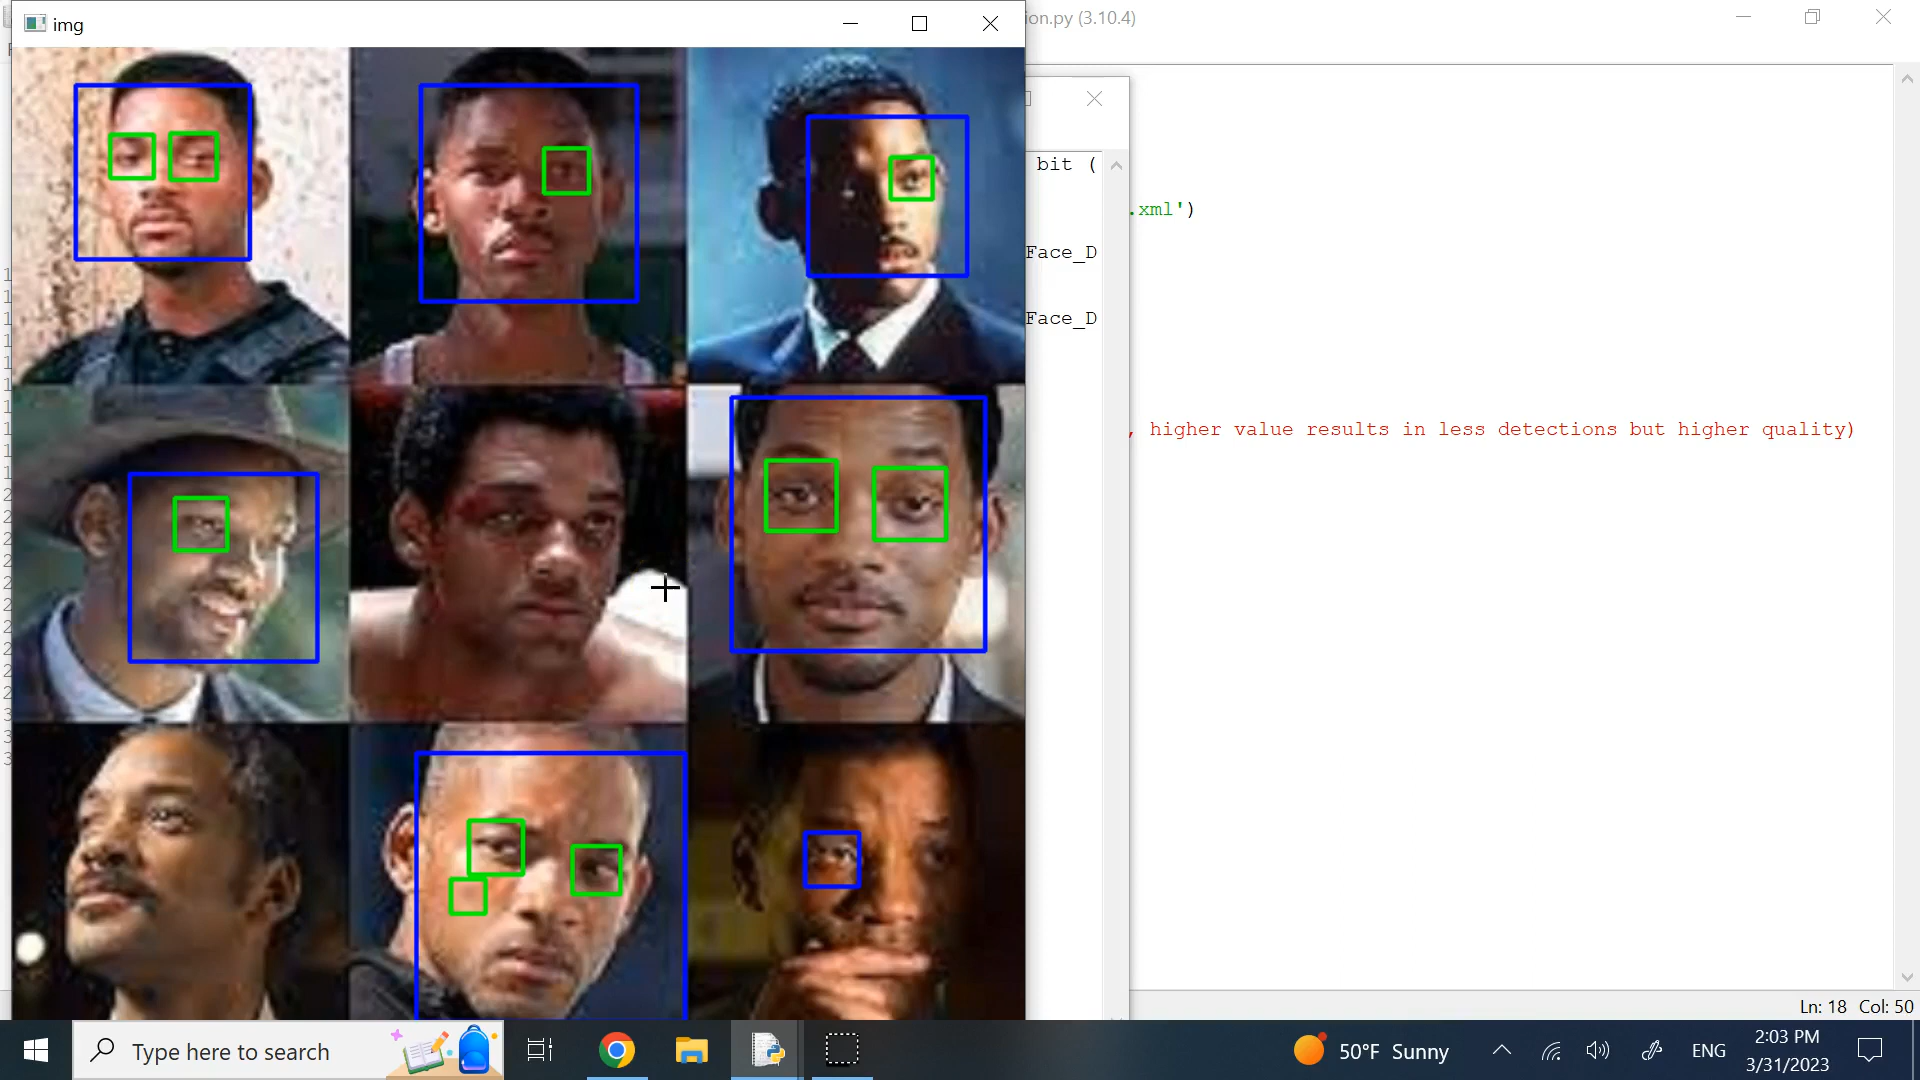 img
ion.py (3.10.4)
bit (
.xml')
Face_D
Face_D
, higher value results in less detections but higher quality)
Ln: 18 Col: 50
Type here to search
50°F Sunny
ENG
2:03 PM
3/31/2023